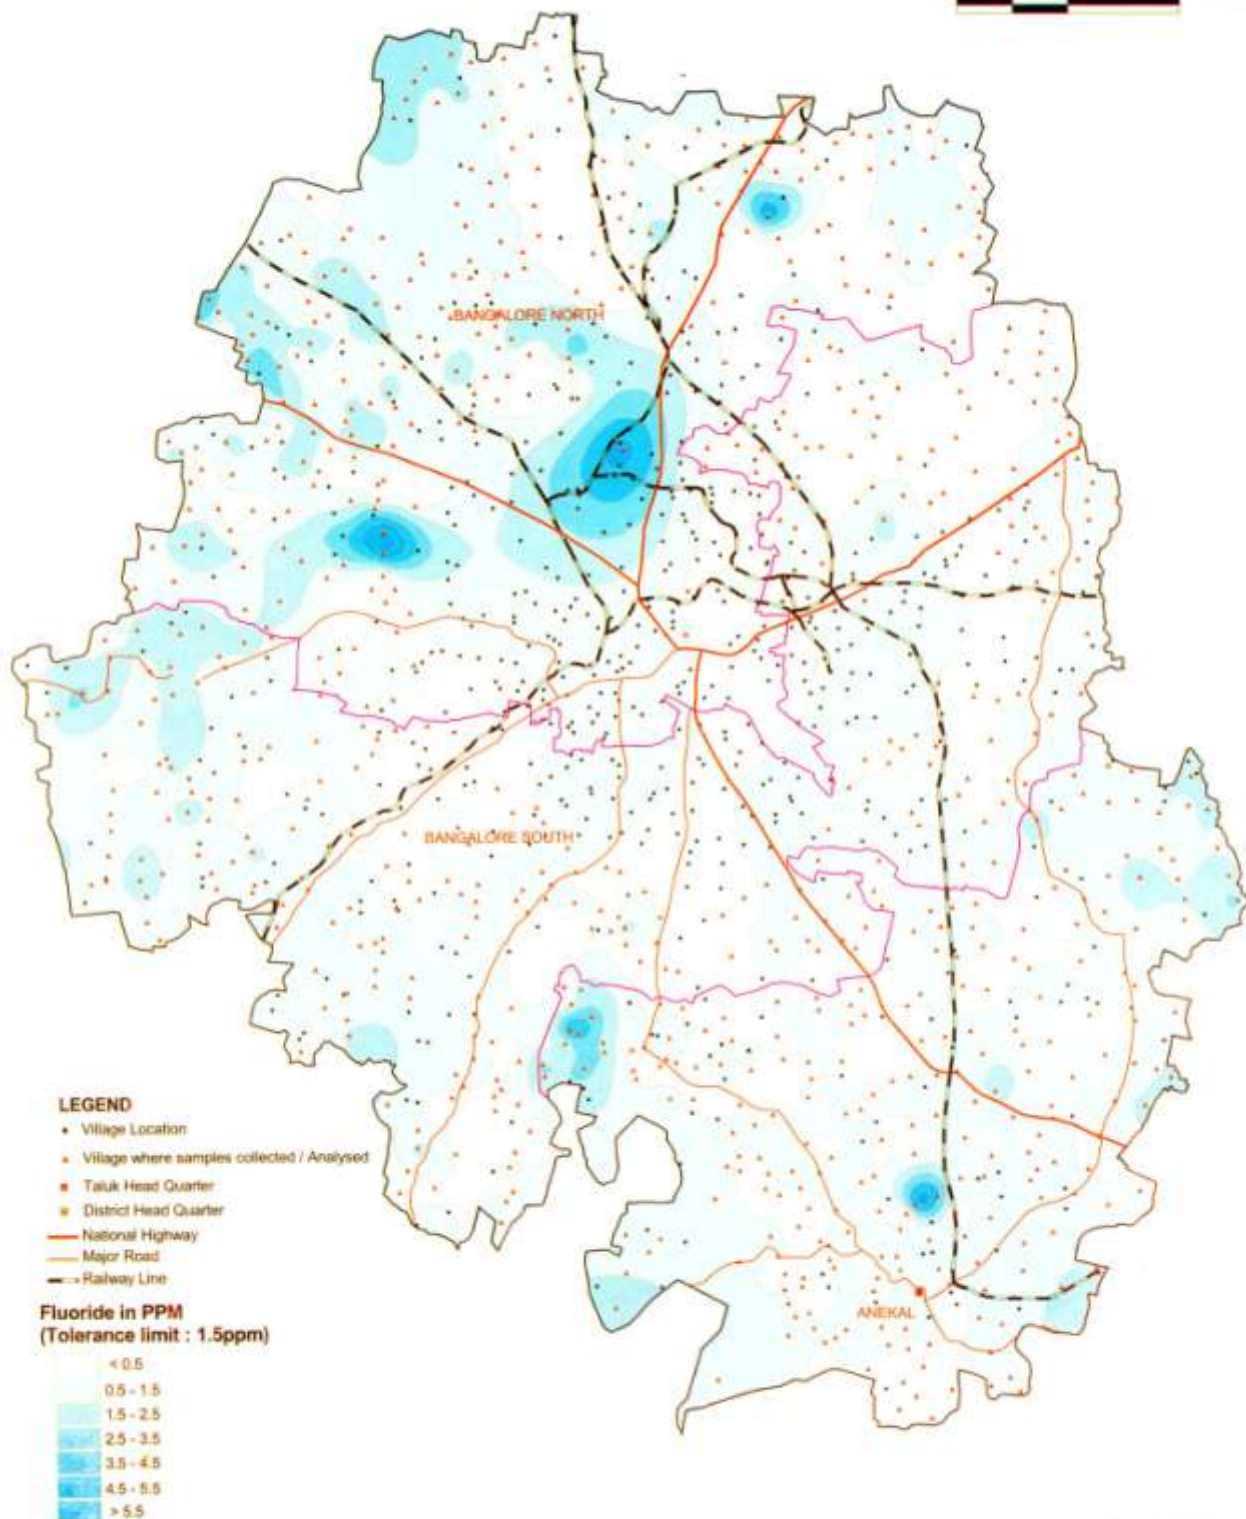 BANGALORE NORTH
BANGALORE SOUTH
LEGEND
Village Location
Village where samples collected / Analysed
Taluk Head Quarter
District Head Quarter
National Highway
Major Road
Railway Line
ANEKAL
Fluoride in PPM
(Tolerance limit : 1.5ppm)
< 0.5
0.5 - 1.5
1.5 - 2.5
2.5 - 3.5
3.5 - 4.5
4.5 - 5.5
> 5.5